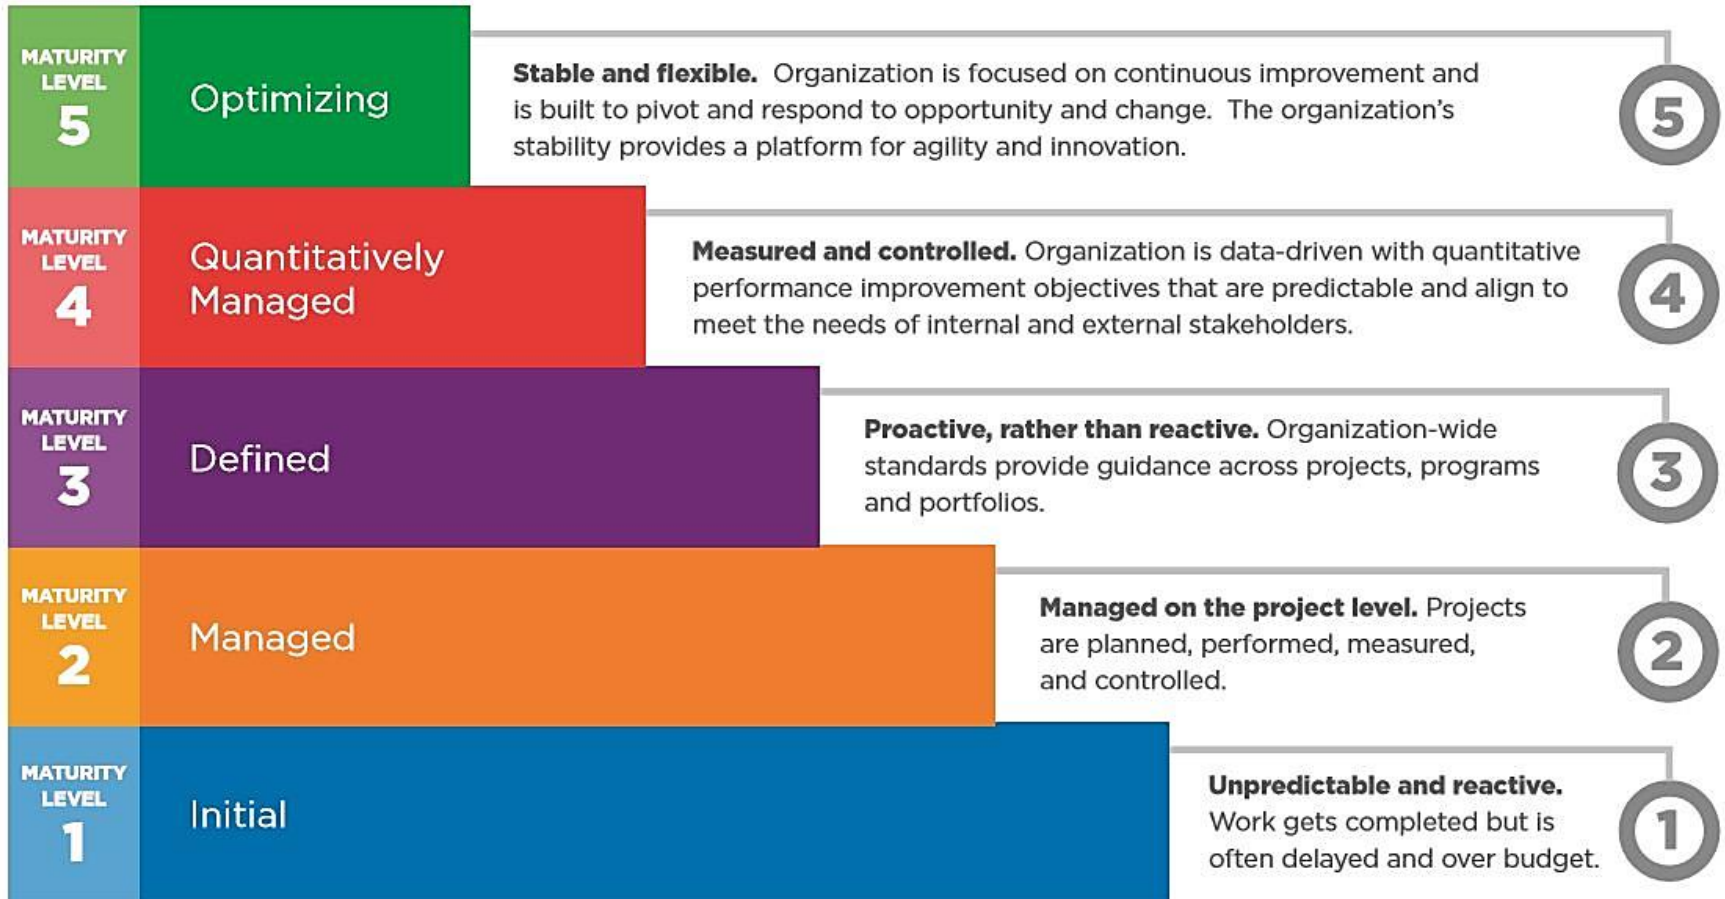 MATURITY
LEVEL
5
Optimizing
Stable and flexible. Organization is focused on continuous improvement and
is built to pivot and respond to opportunity and change. The organization’s
stability provides a platform for agility and innovation.
5
MATURITY
LEVEL
4
Quantitatively
Managed
Measured and controlled. Organization is data-driven with quantitative
performance improvement objectives that are predictable and align to
meet the needs of internal and external stakeholders.
4
MATURITY
LEVEL
3
Defined
Proactive, rather than reactive. Organization-wide
standards provide guidance across projects, programs
and portfolios.
3
MATURITY
LEVEL
2
Managed
Managed on the project level. Projects
are planned, performed, measured,
and controlled.
2
MATURITY
LEVEL
1
Initial
Unpredictable and reactive.
Work gets completed but is
often delayed and over budget.
1